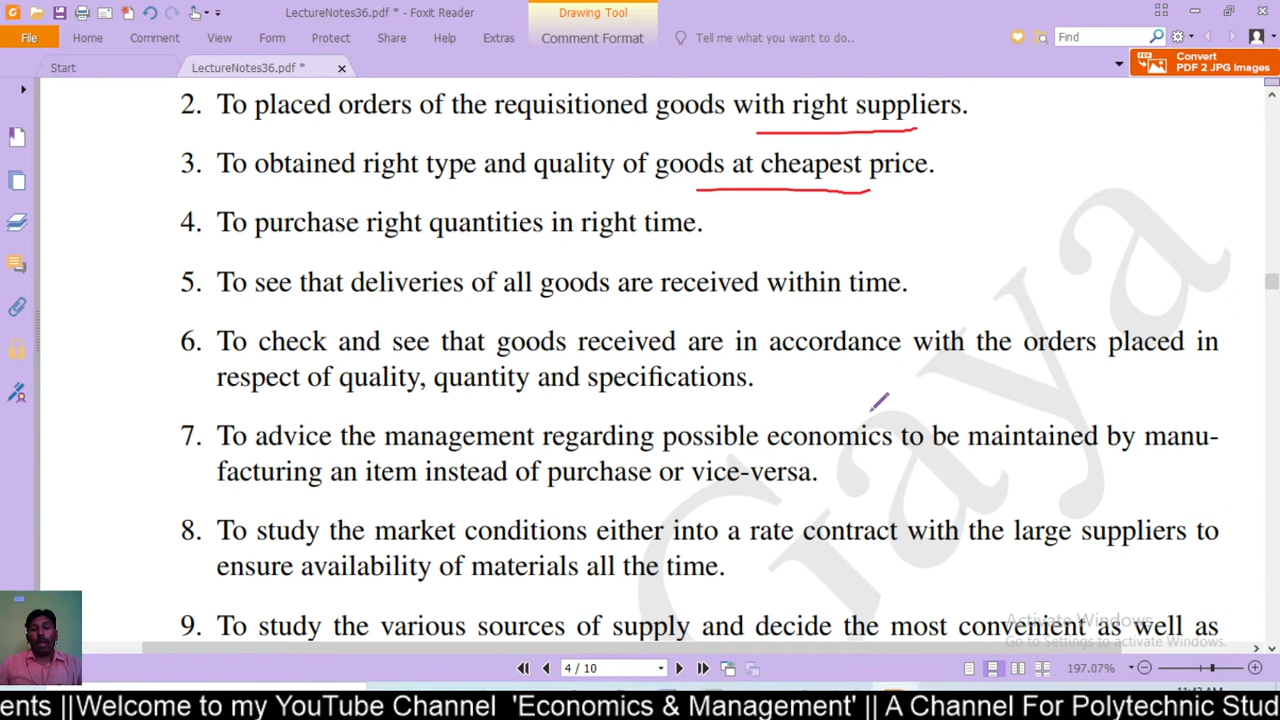 LectureNotes36.pdf * - Foxit Reader
Drawing Tool
File
Home
Comment
View
Form
Protect
Share
Help
Extras
Comment Format
Tell me what you want to do..
Find
Start
LectureNotes36.pdf *
Convert
PDF 2 JPG Images
2. To placed orders of the requisitioned goods with right suppliers.
3. To obtained right type and quality of goods at cheapest price.
4. To purchase right quantities in right time.
5. To see that deliveries of all goods are received within time.
6. To check and see that goods received are in accordance with the orders placed in
respect of quality, quantity and specifications.
7. To advice the management regarding possible economics to be maintained by manu-
facturing an item instead of purchase or vice-versa.
8. To study the market conditions either into a rate contract with the large suppliers to
ensure availability of materials all the time.
9. To study the various sources of supply and decide the most convenient as well as
Gaya
Activate Windows
Go to Settings to activate Windows.
4 / 10
197.07%
ents ||Welcome to my YouTube Channel 'Economics & Management' || A Channel For Polytechnic Stud